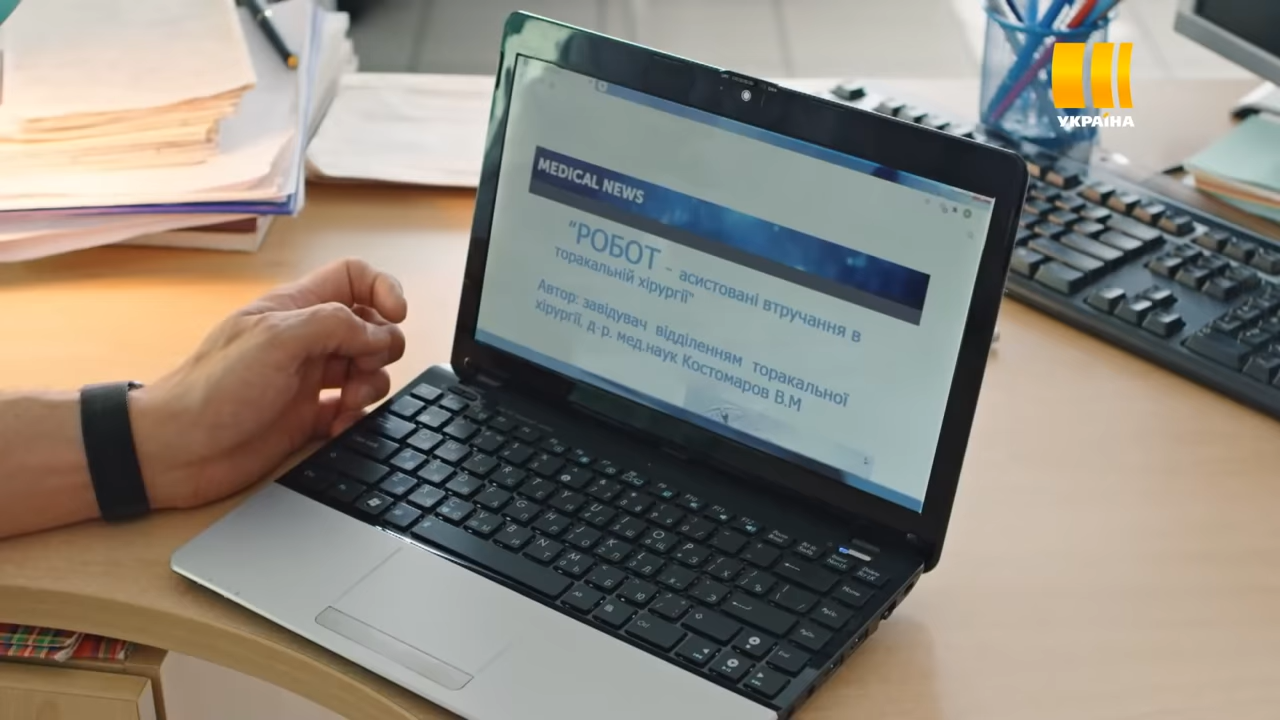 УКРАЇНА
MEDICAL NEWS
“РОБОТ - асистовані втручання в
торакальній хірургії"
Автор: завідувач відділенням торакальної
хірургії, д-р. мед.наук Костомаров В.М